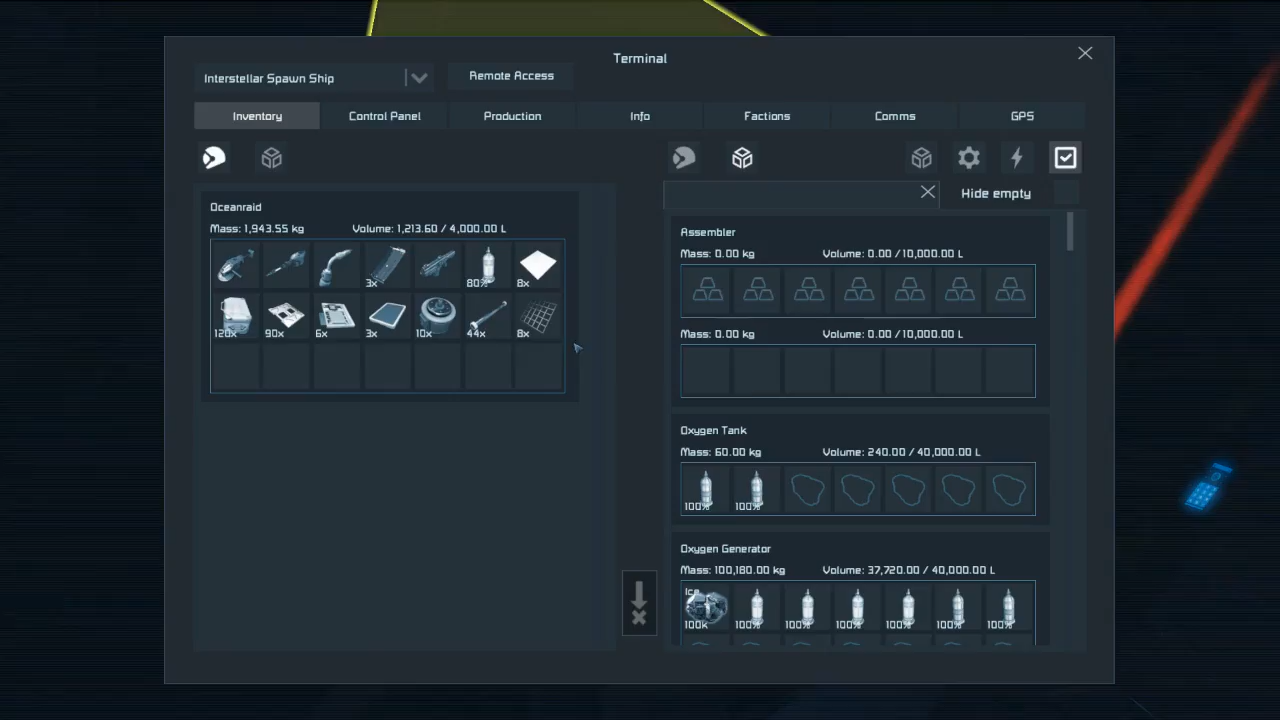 Terminal
Interstellar Spawn Ship
Remote Access
Inventory
Control Panel
Production
Info
Factions
Comms
GPS
Hide empty
Oceanraid
Mass: 1,943.55 kg
Volume: 1,213.60 / 4,000.00 L
3x
80%
8x
120x
90x
6x
3x
10x
44x
8x
Assembler
Mass: 0.00 kg
Volume: 0.00 / 10,000.00 L
Mass: 0.00 kg
Volume: 0.00 / 10,000.00 L
Oxygen Tank
Mass: 60.00 kg
Volume: 240.00 / 40,000.00 L
100%
100%
Oxygen Generator
Mass: 100,180.00 kg
Volume: 37,720.00 / 40,000.00 L
Ice
100k
100%
100%
100%
100%
100%
100%